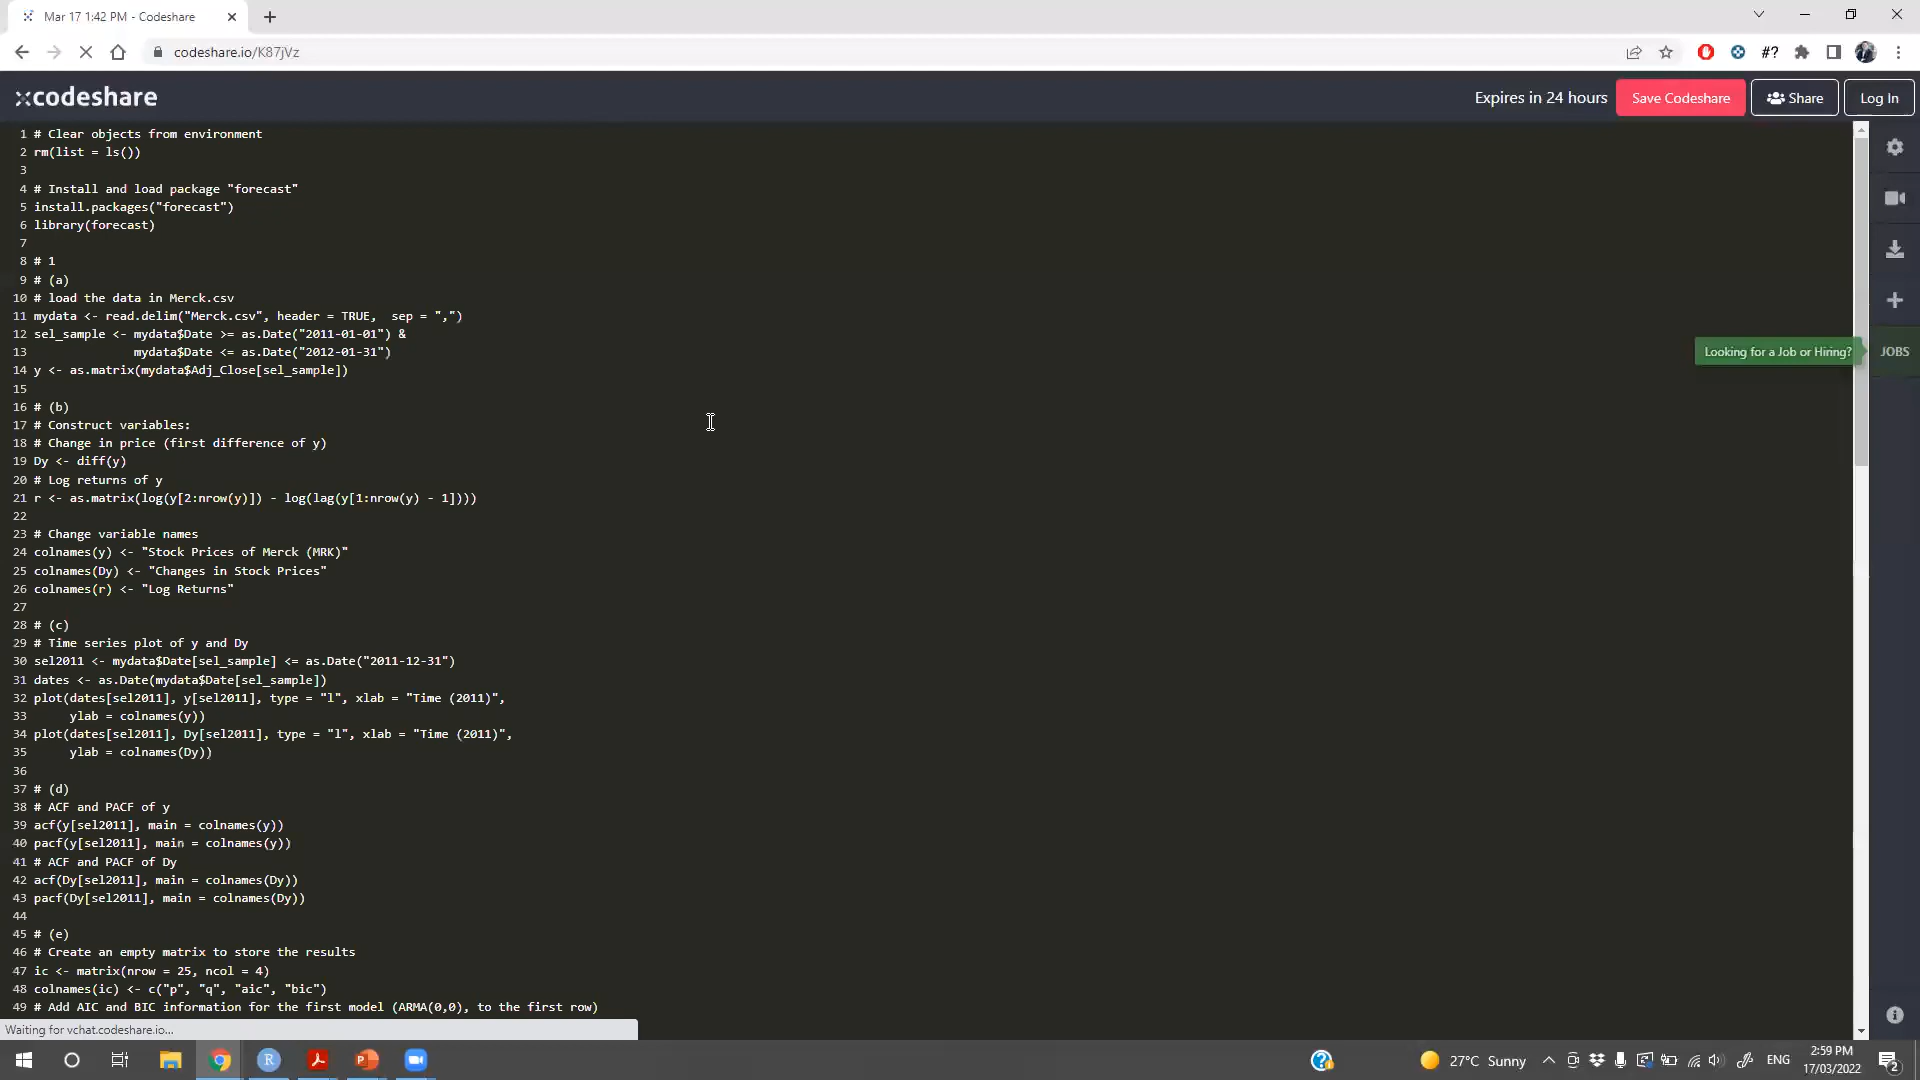 Mar 17 1:42 PM - Codeshare
codeshare.io/K87jVz
#?
codeshare
Expires in 24 hours
Save Codeshare
Share
Log In
1 # Clear objects from environment
2 rm(list = ls())
3
4 # Install and load package "forecast"
5 install.packages("forecast")
6 library(forecast)
7
8 # 1
9 # (a)
10 # load the data in Merck.csv
11 mydata <- read.delim("Merck.csv", header = TRUE,  sep = ",")
12 sel_sample <- mydata$Date >= as.Date("2011-01-01") &
13               mydata$Date <= as.Date("2012-01-31")
14 y <- as.matrix(mydata$Adj_Close[sel_sample])
15
16 # (b)
17 # Construct variables:
18 # Change in price (first difference of y)
19 Dy <- diff(y)
20 # Log returns of y
21 r <- as.matrix(log(y[2:nrow(y)]) - log(lag(y[1:nrow(y) - 1])))
22
23 # Change variable names
24 colnames(y) <- "Stock Prices of Merck (MRK)"
25 colnames(Dy) <- "Changes in Stock Prices"
26 colnames(r) <- "Log Returns"
27
28 # (c)
29 # Time series plot of y and Dy
30 sel2011 <- mydata$Date[sel_sample] <= as.Date("2011-12-31")
31 dates <- as.Date(mydata$Date[sel_sample])
32 plot(dates[sel2011], y[sel2011], type = "l", xlab = "Time (2011)",
33      ylab = colnames(y))
34 plot(dates[sel2011], Dy[sel2011], type = "l", xlab = "Time (2011)",
35      ylab = colnames(Dy))
36
37 # (d)
38 # ACF and PACF of y
39 acf(y[sel2011], main = colnames(y))
40 pacf(y[sel2011], main = colnames(y))
41 # ACF and PACF of Dy
42 acf(Dy[sel2011], main = colnames(Dy))
43 pacf(Dy[sel2011], main = colnames(Dy))
44
45 # (e)
46 # Create an empty matrix to store the results
47 ic <- matrix(nrow = 25, ncol = 4)
48 colnames(ic) <- c("p", "q", "aic", "bic")
49 # Add AIC and BIC information for the first model (ARMA(0,0), to the first row)
Looking for a Job or Hiring?
JOBS
Waiting for vchat.codeshare.io...
27°C Sunny
ENG
2:59 PM
17/03/2022
2